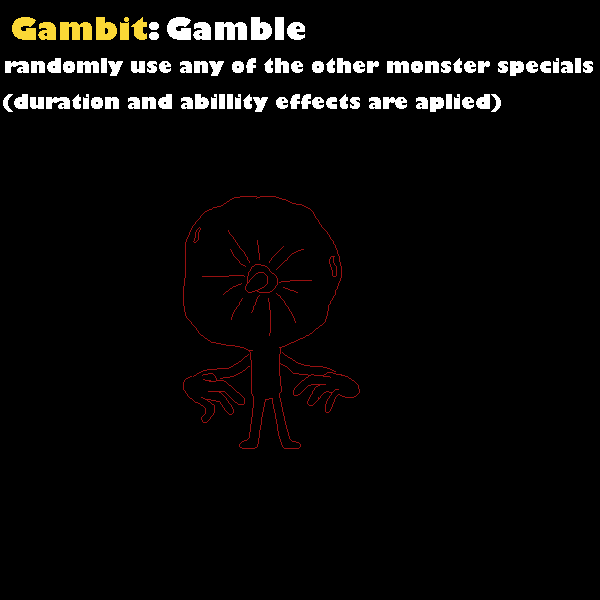 Gambit: Gamble
randomly use any of the other monster specials
(duration and abillity effects are aplied)